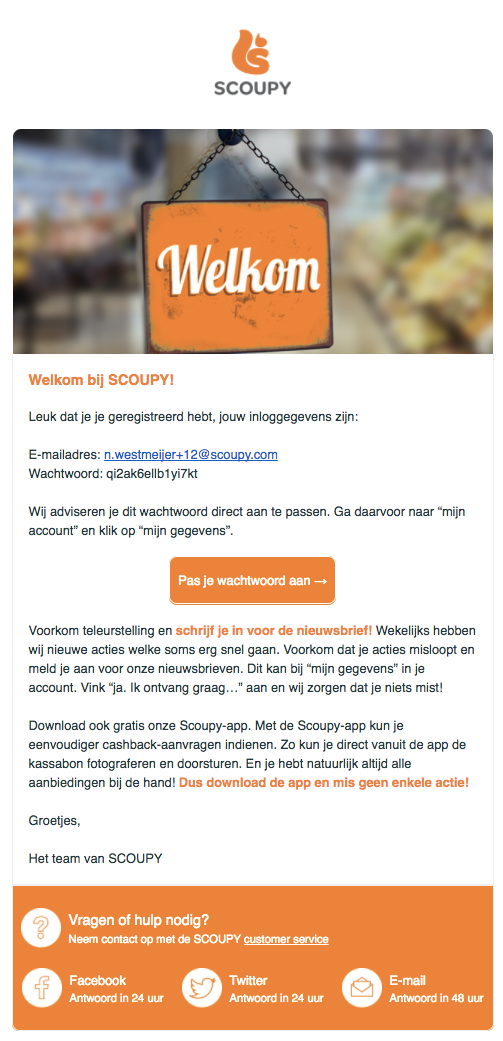 SCOUPY
Welkom
Welkom bij SCOUPY!
Leuk dat je je geregistreerd hebt, jouw inloggegevens zijn:
E-mailadres: n.westmeijer+12@scoupy.com
Wachtwoord: qi2ak6ellb1yi7kt
Wij adviseren je dit wachtwoord direct aan te passen. Ga daarvoor naar “mijn
account” en klik op “mijn gegevens”.
Pas je wachtwoord aan →
Voorkom teleurstelling en schrijf je in voor de nieuwsbrief! Wekelijks hebben
wij nieuwe acties welke soms erg snel gaan. Voorkom dat je acties misloopt en
meld je aan voor onze nieuwsbrieven. Dit kan bij “mijn gegevens” in je
account. Vink “ja. Ik ontvang graag…” aan en wij zorgen dat je niets mist!
Download ook gratis onze Scoupy-app. Met de Scoupy-app kun je
eenvoudiger cashback-aanvragen indienen. Zo kun je direct vanuit de app de
kassabon fotograferen en doorsturen. En je hebt natuurlijk altijd alle
aanbiedingen bij de hand! Dus download de app en mis geen enkele actie!
Groetjes,
Het team van SCOUPY
Vragen of hulp nodig?
Neem contact op met de SCOUPY customer service
Facebook
Antwoord in 24 uur
Twitter
Antwoord in 24 uur
E-mail
Antwoord in 48 uur